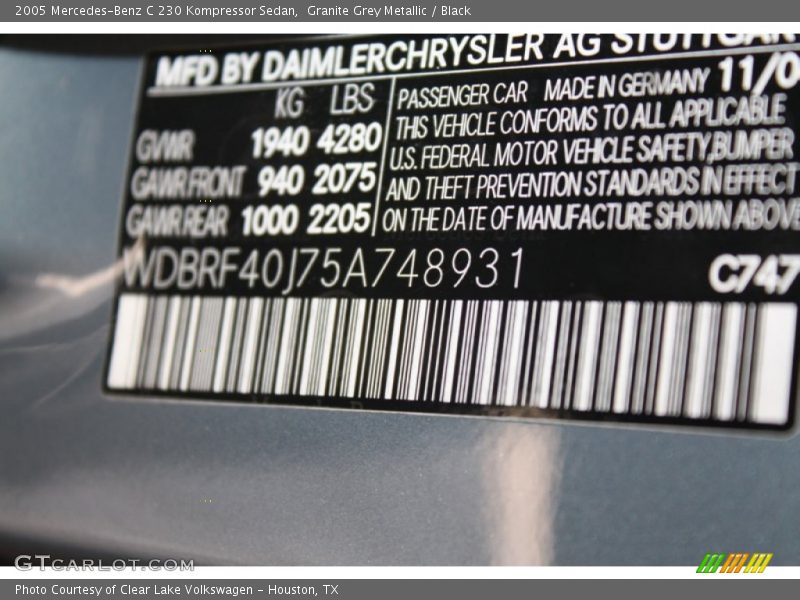 2005 Mercedes-Benz C 230 Kompressor Sedan,  Granite Grey Metallic / Black
MFD BY DAIMLERCHRYSLER AG STUTTGAR
KG LBS
GVWR 1940 4280
GAWR FRONT 940 2075
GAWR REAR 1000 2205
PASSENGER CAR MADE IN GERMANY 11/0
THIS VEHICLE CONFORMS TO ALL APPLICABLE
U.S. FEDERAL MOTOR VEHICLE SAFETY, BUMPER
AND THEFT PREVENTION STANDARDS IN EFFECT
ON THE DATE OF MANUFACTURE SHOWN ABOVE
WDBRF40J75A748931
C747
GTCARLOT.COM
Photo Courtesy of Clear Lake Volkswagen - Houston, TX